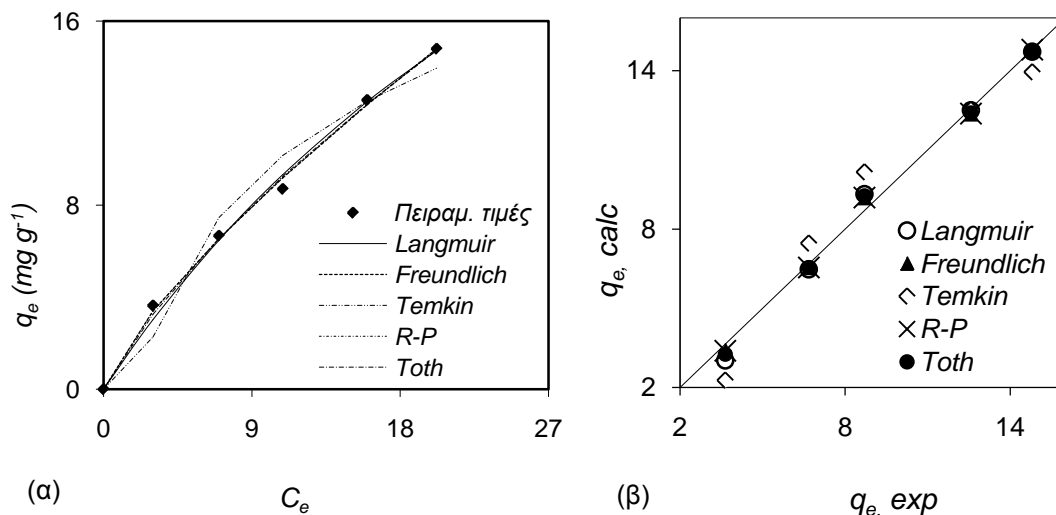 16
8
0
0
9
18
27
q_e (mg g⁻¹)
C_e
Πειραμ. τιμές
Langmuir
Freundlich
Temkin
R-P
Toth
(α)
14
8
2
2
8
14
q_e, calc
q_e, exp
Langmuir
Freundlich
Temkin
R-P
Toth
(β)